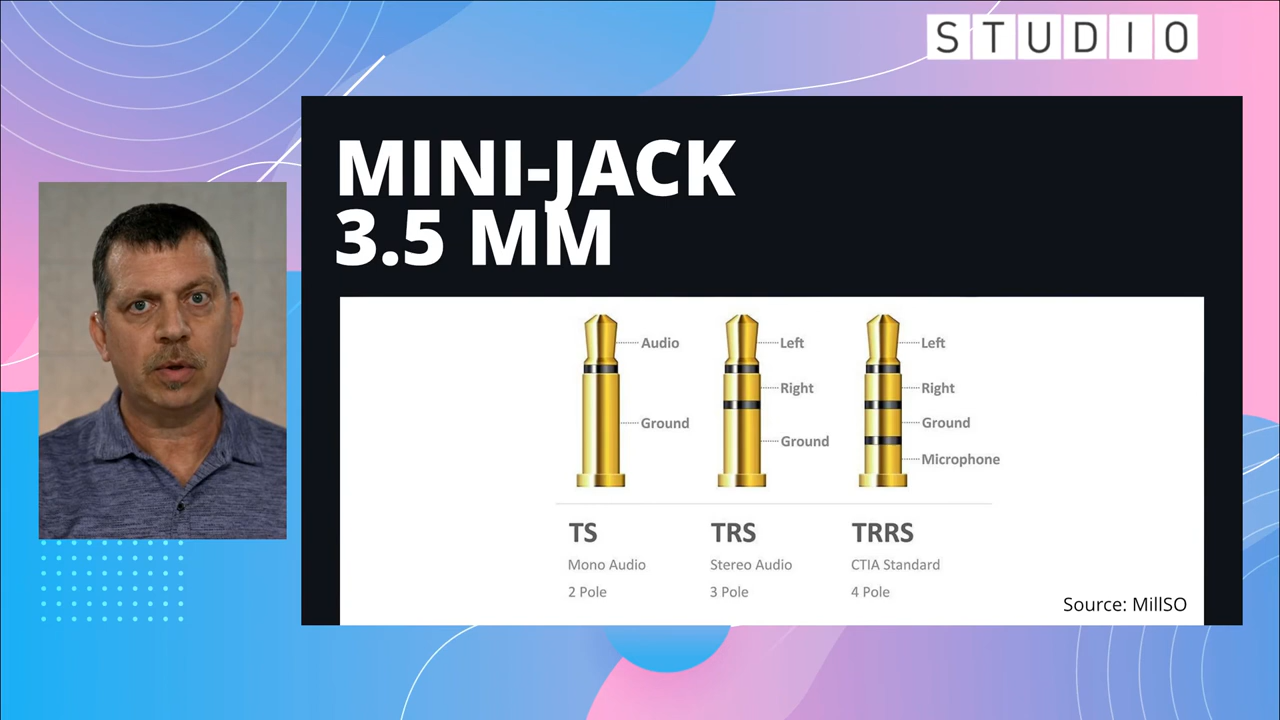 STUDIO
MINI-JACK
3.5 MM
Audio
Ground
Left
Right
Ground
Left
Right
Ground
Microphone
TS
Mono Audio
2 Pole
TRS
Stereo Audio
3 Pole
TRRS
CTIA Standard
4 Pole
Source: MillSO